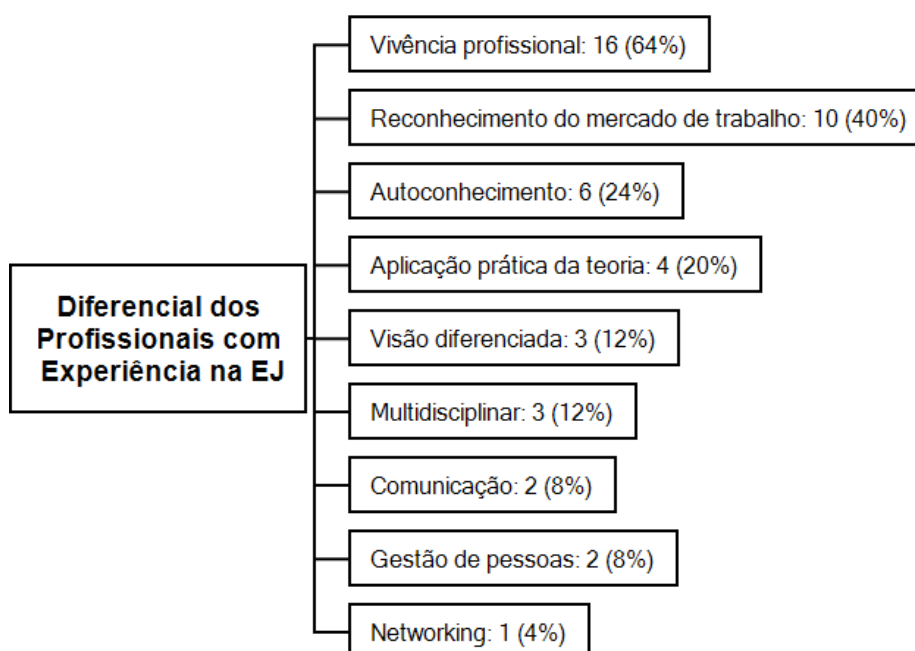 Diferencial dos
Profissionais com
Experiência na EJ
Vivência profissional: 16 (64%)
Reconhecimento do mercado de trabalho: 10 (40%)
Autoconhecimento: 6 (24%)
Aplicação prática da teoria: 4 (20%)
Visão diferenciada: 3 (12%)
Multidisciplinar: 3 (12%)
Comunicação: 2 (8%)
Gestão de pessoas: 2 (8%)
Networking: 1 (4%)